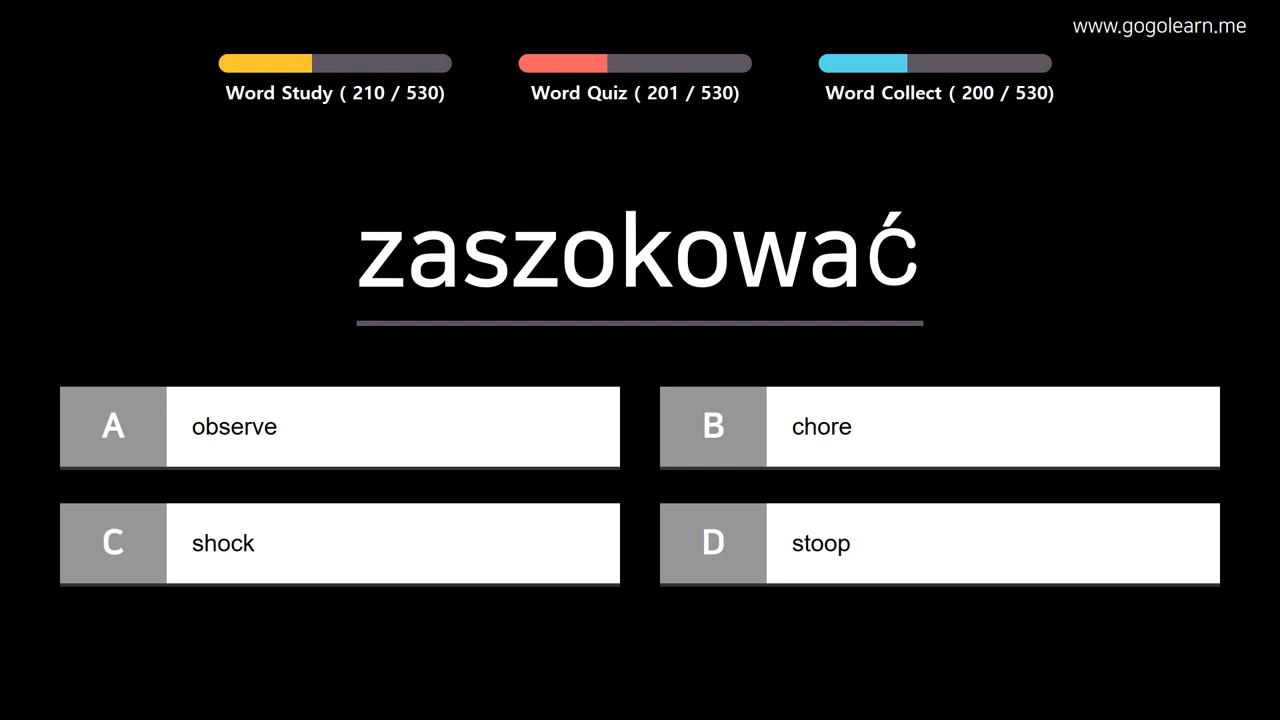 www.gogolearn.me
Word Study ( 210 / 530)
Word Quiz ( 201 / 530)
Word Collect ( 200 / 530)
zaszokować
A observe
B chore
C shock
D stoop